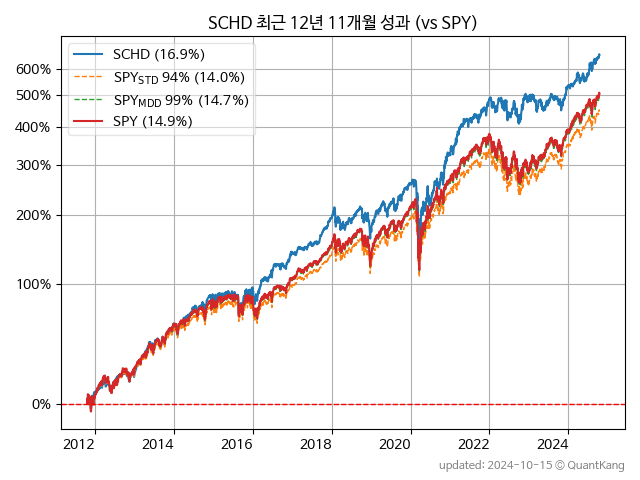 SCHD 최근 12년 11개월 성과 (vs SPY)
SCHD (16.9%)
SPY_STD 94% (14.0%)
SPY_MDD 99% (14.7%)
SPY (14.9%)
600%
500%
400%
300%
200%
100%
0%
2012 2014 2016 2018 2020 2022 2024
updated: 2024-10-15 © QuantKang